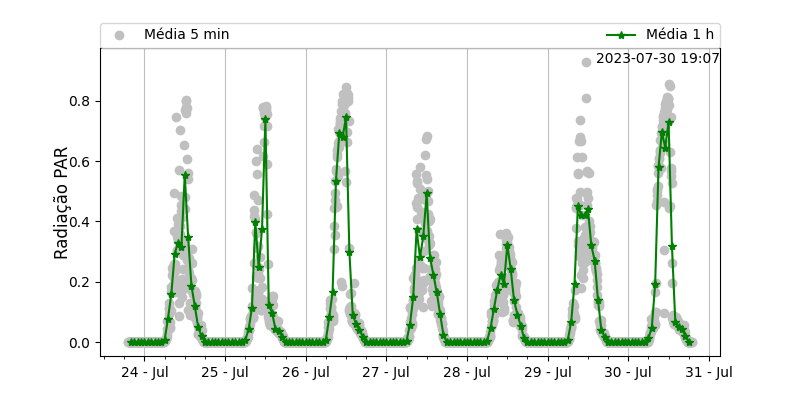 Média 5 min
Média 1 h
2023-07-30 19:07
Radiação PAR
0.8
0.6
0.4
0.2
0.0
24 - Jul
25 - Jul
26 - Jul
27 - Jul
28 - Jul
29 - Jul
30 - Jul
31 - Jul